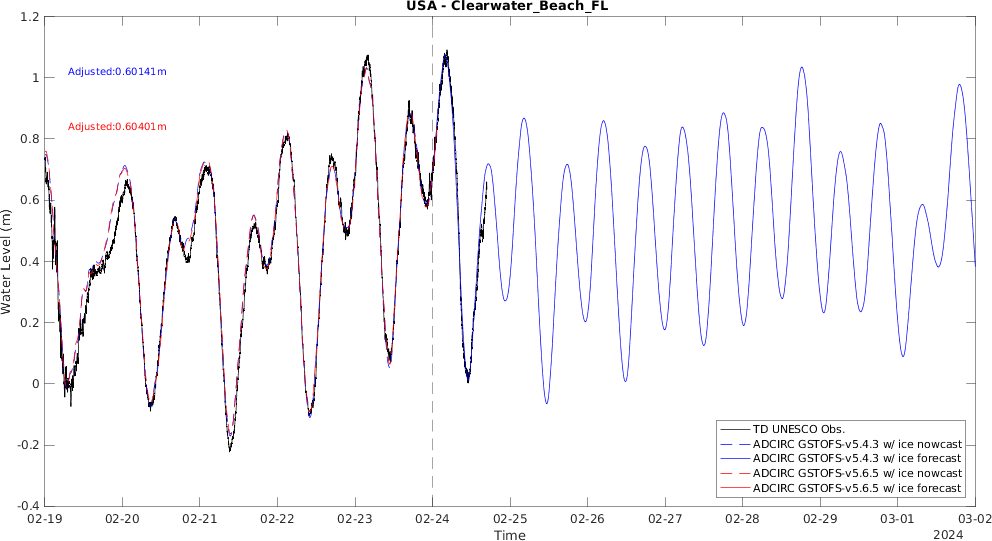 USA - Clearwater_Beach_FL
1.2
1
0.8
0.6
0.4
0.2
0
-0.2
-0.4
Water Level (m)
Adjusted:0.60141m
Adjusted:0.60401m
TD UNESCO Obs.
ADCIRC GSTOFS-v5.4.3 w/ ice nowcast
ADCIRC GSTOFS-v5.4.3 w/ ice forecast
ADCIRC GSTOFS-v5.6.5 w/ ice nowcast
ADCIRC GSTOFS-v5.6.5 w/ ice forecast
02-19 02-20 02-21 02-22 02-23 02-24 02-25 02-26 02-27 02-28 02-29 03-01 03-02
Time
2024